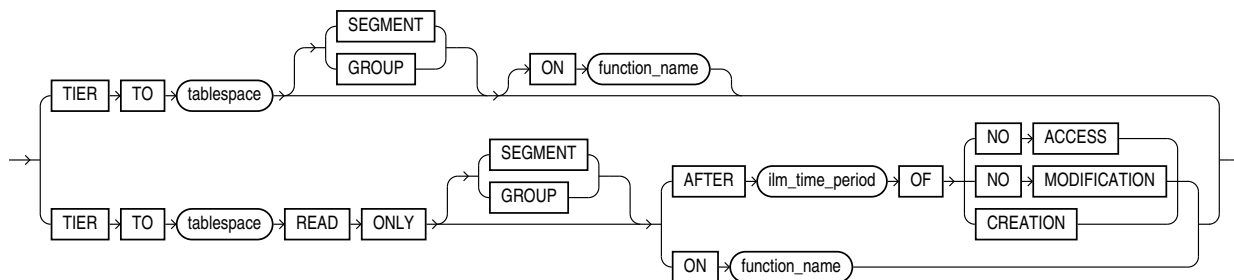 SEGMENT
GROUP
ON function_name
TIER TO tablespace
SEGMENT
GROUP
NO ACCESS
AFTER ilm_time_period OF NO MODIFICATION
CREATION
TIER TO tablespace READ ONLY
ON function_name